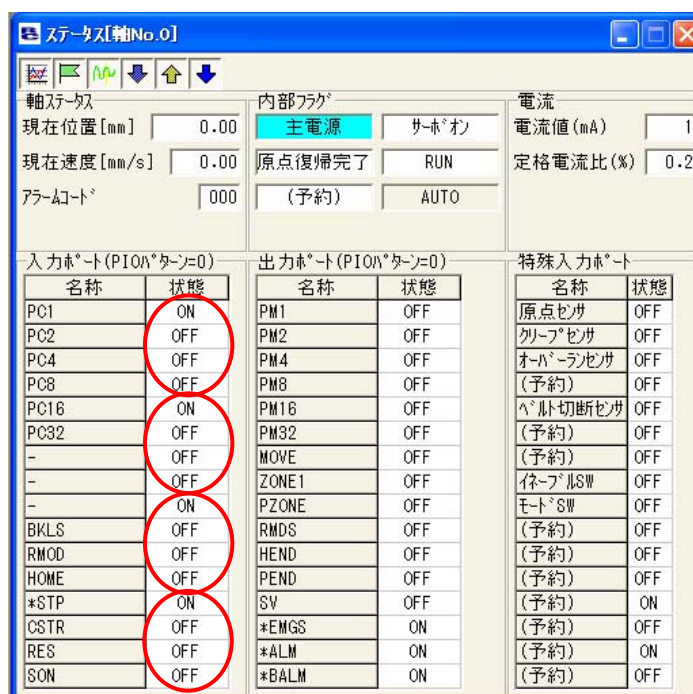 ステータス[軸No.0]
軸ステータス
現在位置[mm] 0.00
現在速度[mm/s] 0.00
アラームコード 000
内部フラグ
主電源 サーボオン
原点復帰完了 RUN
(予約) AUTO
電流
電流値(mA) 1
定格電流比(%) 0.2
入力ポート(PIOパターン=0)
名称 状態
PC1 ON
PC2 OFF
PC4 OFF
PC8 OFF
PC16 ON
PC32 OFF
- OFF
- OFF
- ON
BKLS OFF
RMOD OFF
HOME OFF
*STP ON
CSTR OFF
RES OFF
SON OFF
出力ポート(PIOパターン=0)
名称 状態
PM1 OFF
PM2 OFF
PM4 OFF
PM8 OFF
PM16 OFF
PM32 OFF
MOVE OFF
ZONE1 OFF
PZONE OFF
RMDS OFF
HEND OFF
PEND OFF
SV OFF
*EMGS ON
*ALM ON
*BALM ON
特殊入力ポート
名称 状態
原点センサ OFF
クリープセンサ OFF
オーバーランセンサ OFF
(予約) OFF
ベルト切断センサ OFF
(予約) OFF
(予約) OFF
イネーブルSW OFF
モードSW OFF
(予約) OFF
(予約) OFF
(予約) OFF
(予約) ON
(予約) OFF
(予約) ON
(予約) OFF